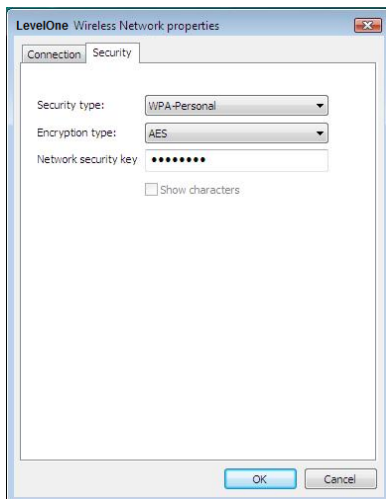 LevelOne Wireless Network properties
Connection Security
Security type: WPA-Personal
Encryption type: AES
Network security key ••••••••
Show characters
OK Cancel